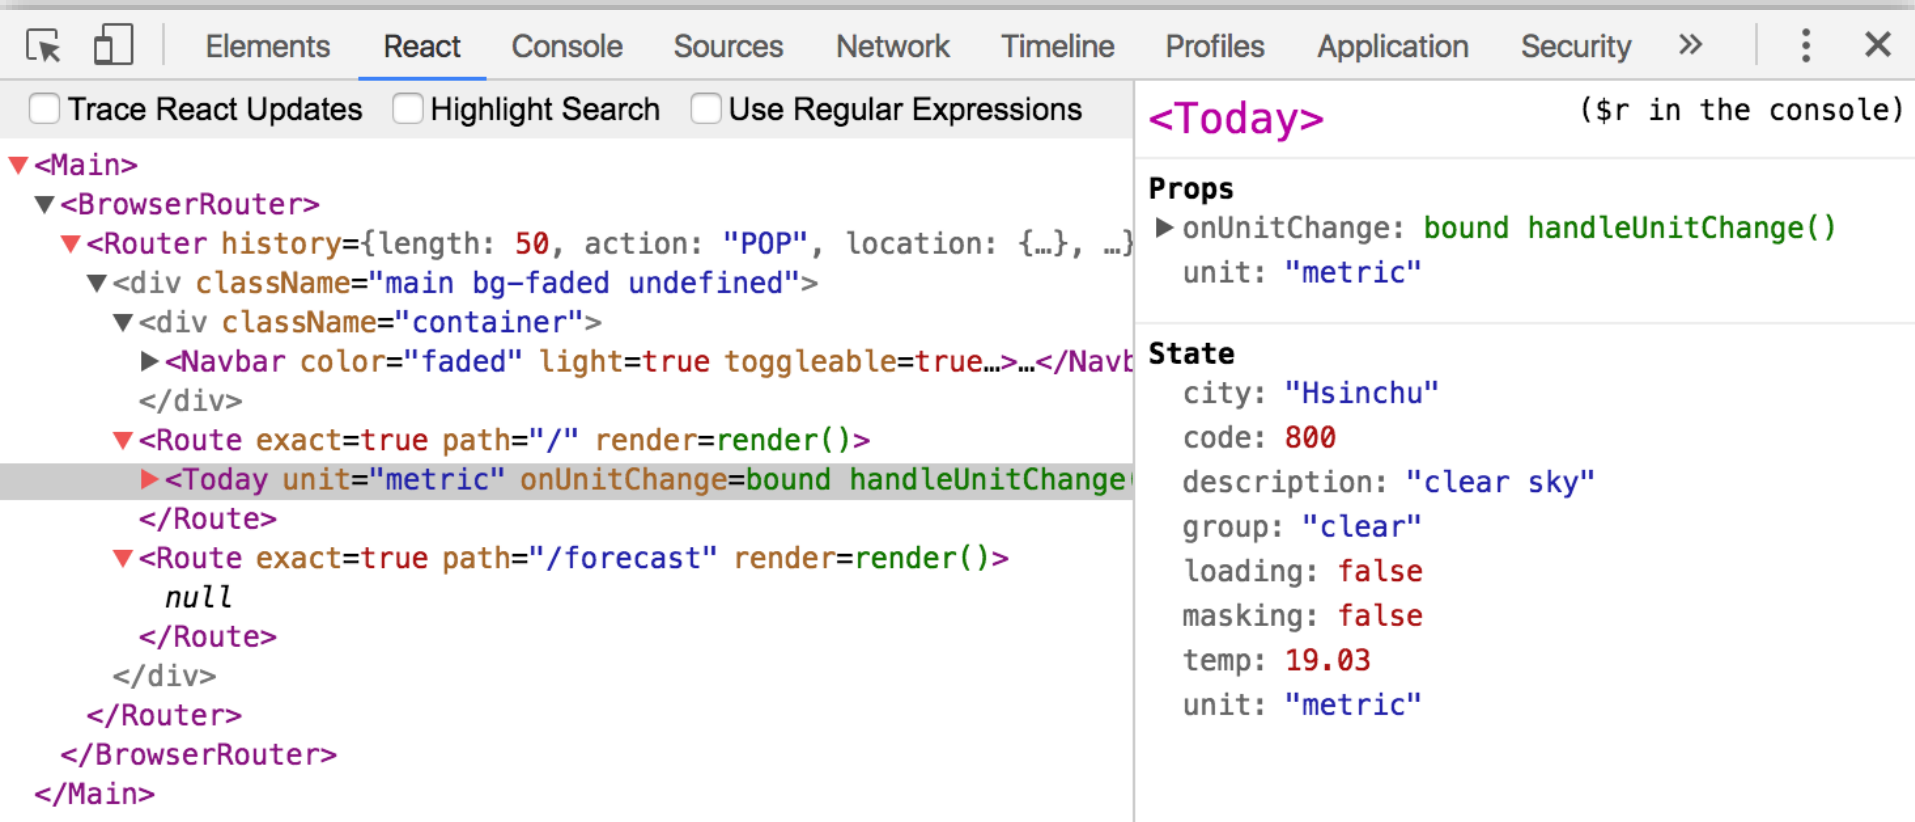 Elements React Console Sources Network Timeline Profiles Application Security »
Trace React Updates Highlight Search Use Regular Expressions
<Main>
<BrowserRouter>
<Router history={length: 50, action: "POP", location: {…}, …}
<div className="main bg-faded undefined">
<div className="container">
<Navbar color="faded" light=true toggleable=true…>…</Navb
</div>
<Route exact=true path="/" render=render()>
<Today unit="metric" onUnitChange=bound handleUnitChange(
</Route>
<Route exact=true path="/forecast" render=render()>
null
</Route>
</div>
</Router>
</BrowserRouter>
</Main>
<Today> ($r in the console)
Props
onUnitChange: bound handleUnitChange()
unit: "metric"
State
city: "Hsinchu"
code: 800
description: "clear sky"
group: "clear"
loading: false
masking: false
temp: 19.03
unit: "metric"